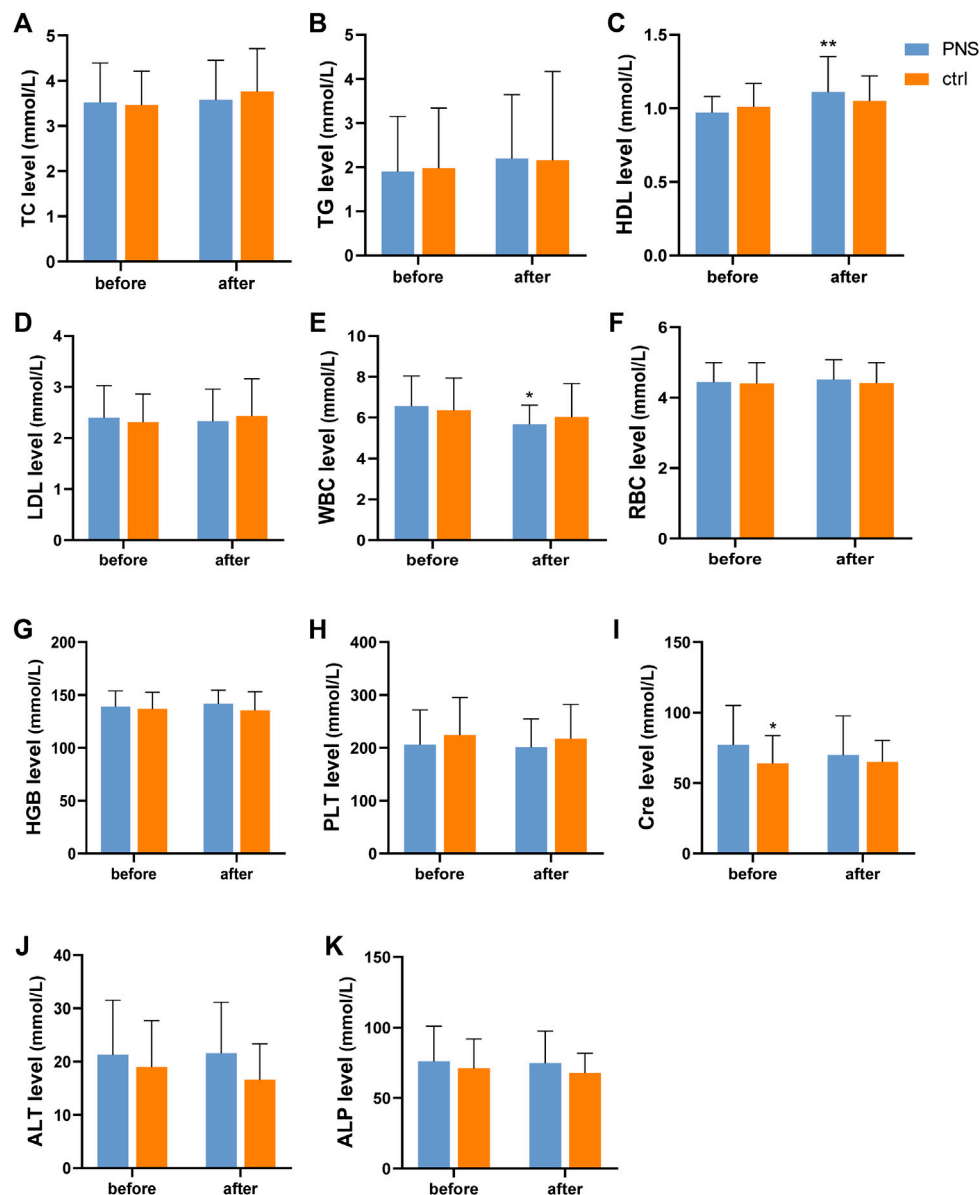 A
TC level (mmol/L)
5
4
3
2
1
0
before
after
B
TG level (mmol/L)
5
4
3
2
1
0
before
after
C
HDL level (mmol/L)
1.5
1.0
0.5
0.0
**
before
after
PNS
ctrl
D
LDL level (mmol/L)
4
3
2
1
0
before
after
E
WBC level (mmol/L)
10
8
6
4
2
0
*
before
after
F
RBC level (mmol/L)
6
4
2
0
before
after
G
HGB level (mmol/L)
200
150
100
50
0
before
after
H
PLT level (mmol/L)
400
300
200
100
0
before
after
I
Cre level (mmol/L)
150
100
50
0
*
before
after
J
ALT level (mmol/L)
40
30
20
10
0
before
after
K
ALP level (mmol/L)
150
100
50
0
before
after